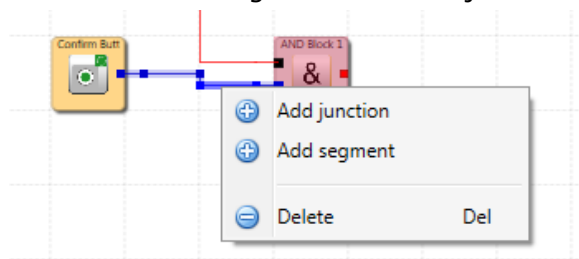 Confirm Butt
AND Block 1
&
Add junction
Add segment
Delete Del